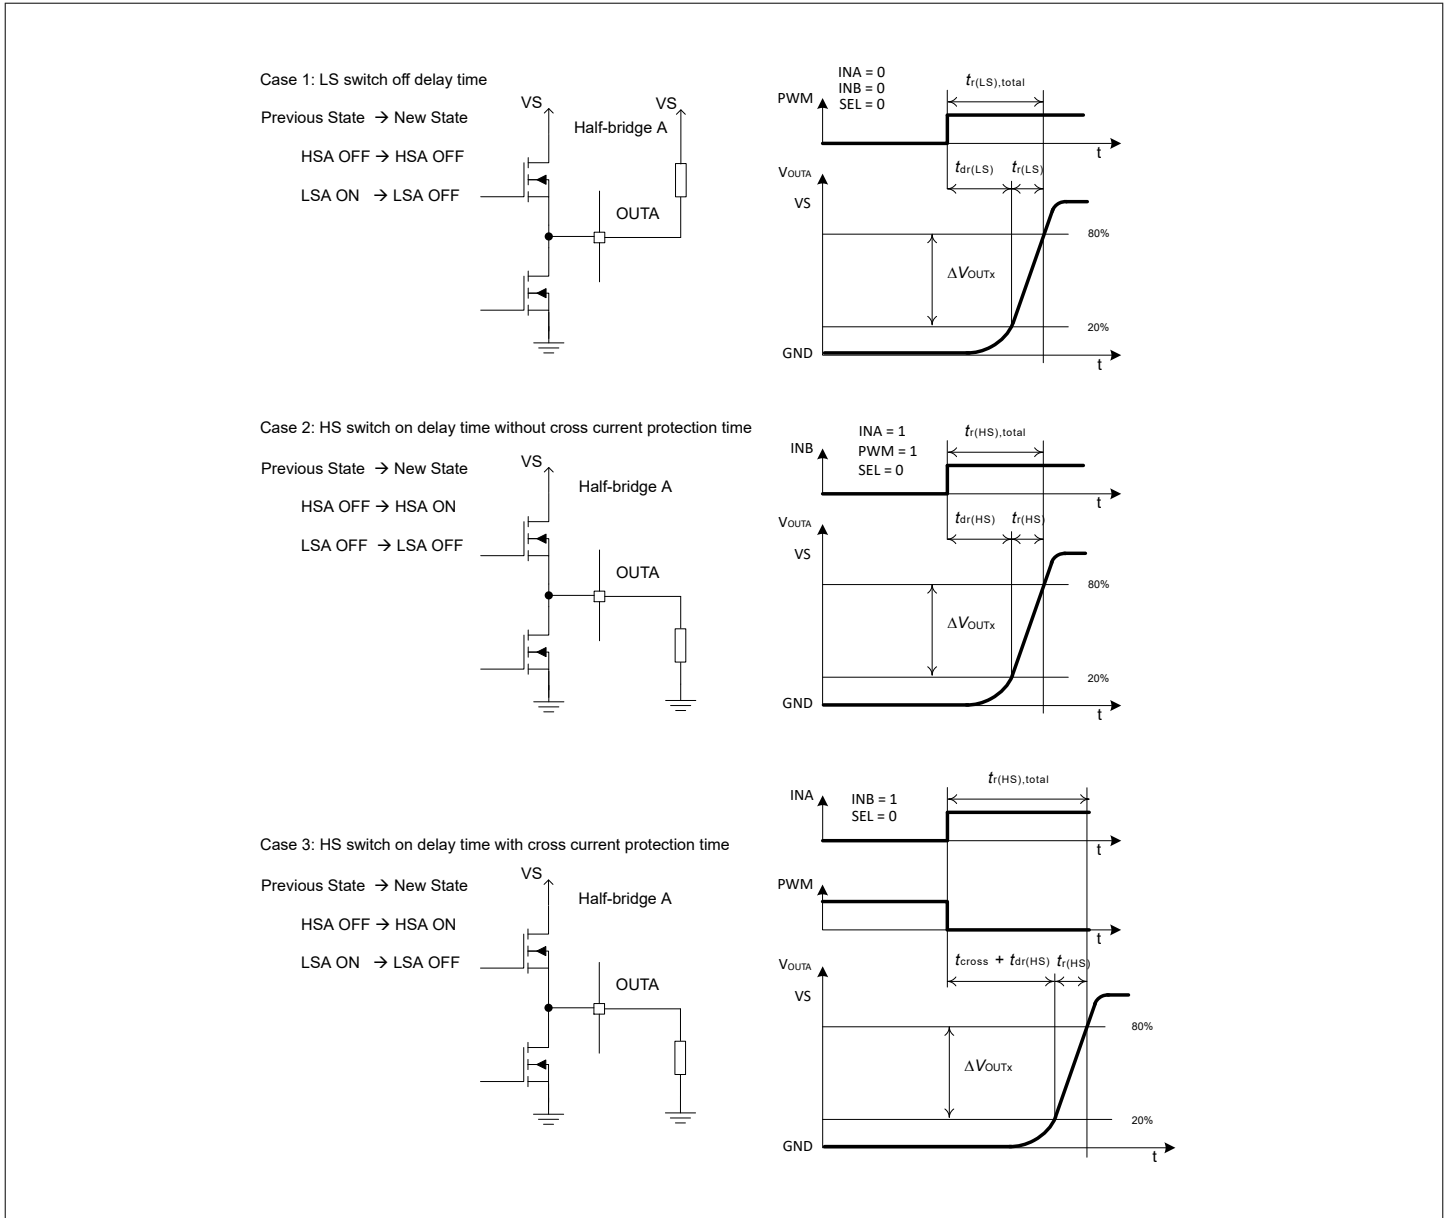 Case 1: LS switch off delay time
Previous State → New State
HSA OFF → HSA OFF
LSA ON → LSA OFF
VS
Half-bridge A
VS
OUTA
INA = 0
INB = 0
SEL = 0
tr(LS),total
PWM
t
tdr(LS)
tr(LS)
VOUTA
VS
80%
ΔVOUTx
20%
GND
t
Case 2: HS switch on delay time without cross current protection time
Previous State → New State
HSA OFF → HSA ON
LSA OFF → LSA OFF
VS
Half-bridge A
OUTA
INA = 1
PWM = 1
SEL = 0
tr(HS),total
INB
t
tdr(HS)
tr(HS)
VOUTA
VS
80%
ΔVOUTx
20%
GND
t
Case 3: HS switch on delay time with cross current protection time
Previous State → New State
HSA OFF → HSA ON
LSA ON → LSA OFF
VS
Half-bridge A
OUTA
tr(HS),total
INA
INB = 1
SEL = 0
t
PWM
t
tcross + tdr(HS)
tr(HS)
VOUTA
VS
80%
ΔVOUTx
20%
GND
t